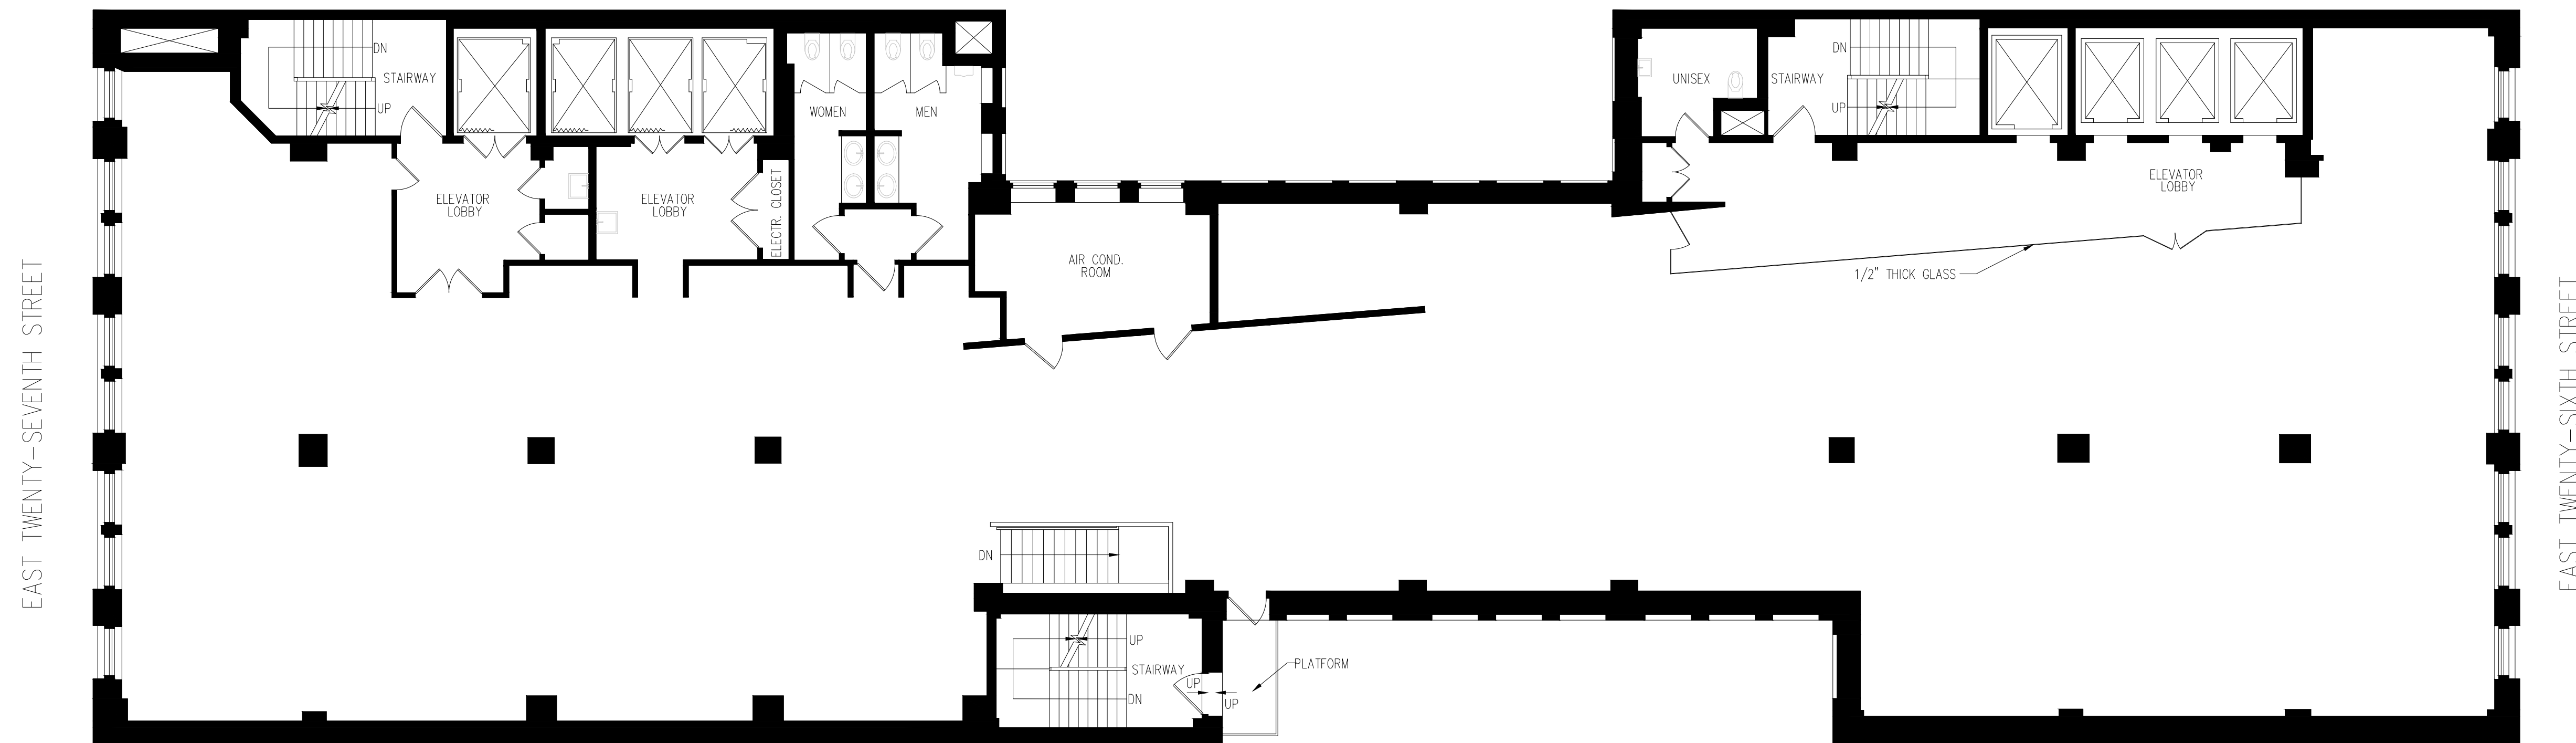 EAST TWENTY-SEVENTH STREET
DN
STAIRWAY
UP
ELEVATOR
LOBBY
ELEVATOR
LOBBY
ELECTR. CLOSET
WOMEN
MEN
AIR COND.
ROOM
UNISEX
STAIRWAY
DN
UP
ELEVATOR
LOBBY
1/2" THICK GLASS
DN
UP
STAIRWAY
DN
UP
UP
PLATFORM
EAST TWENTY-SIXTH STREET